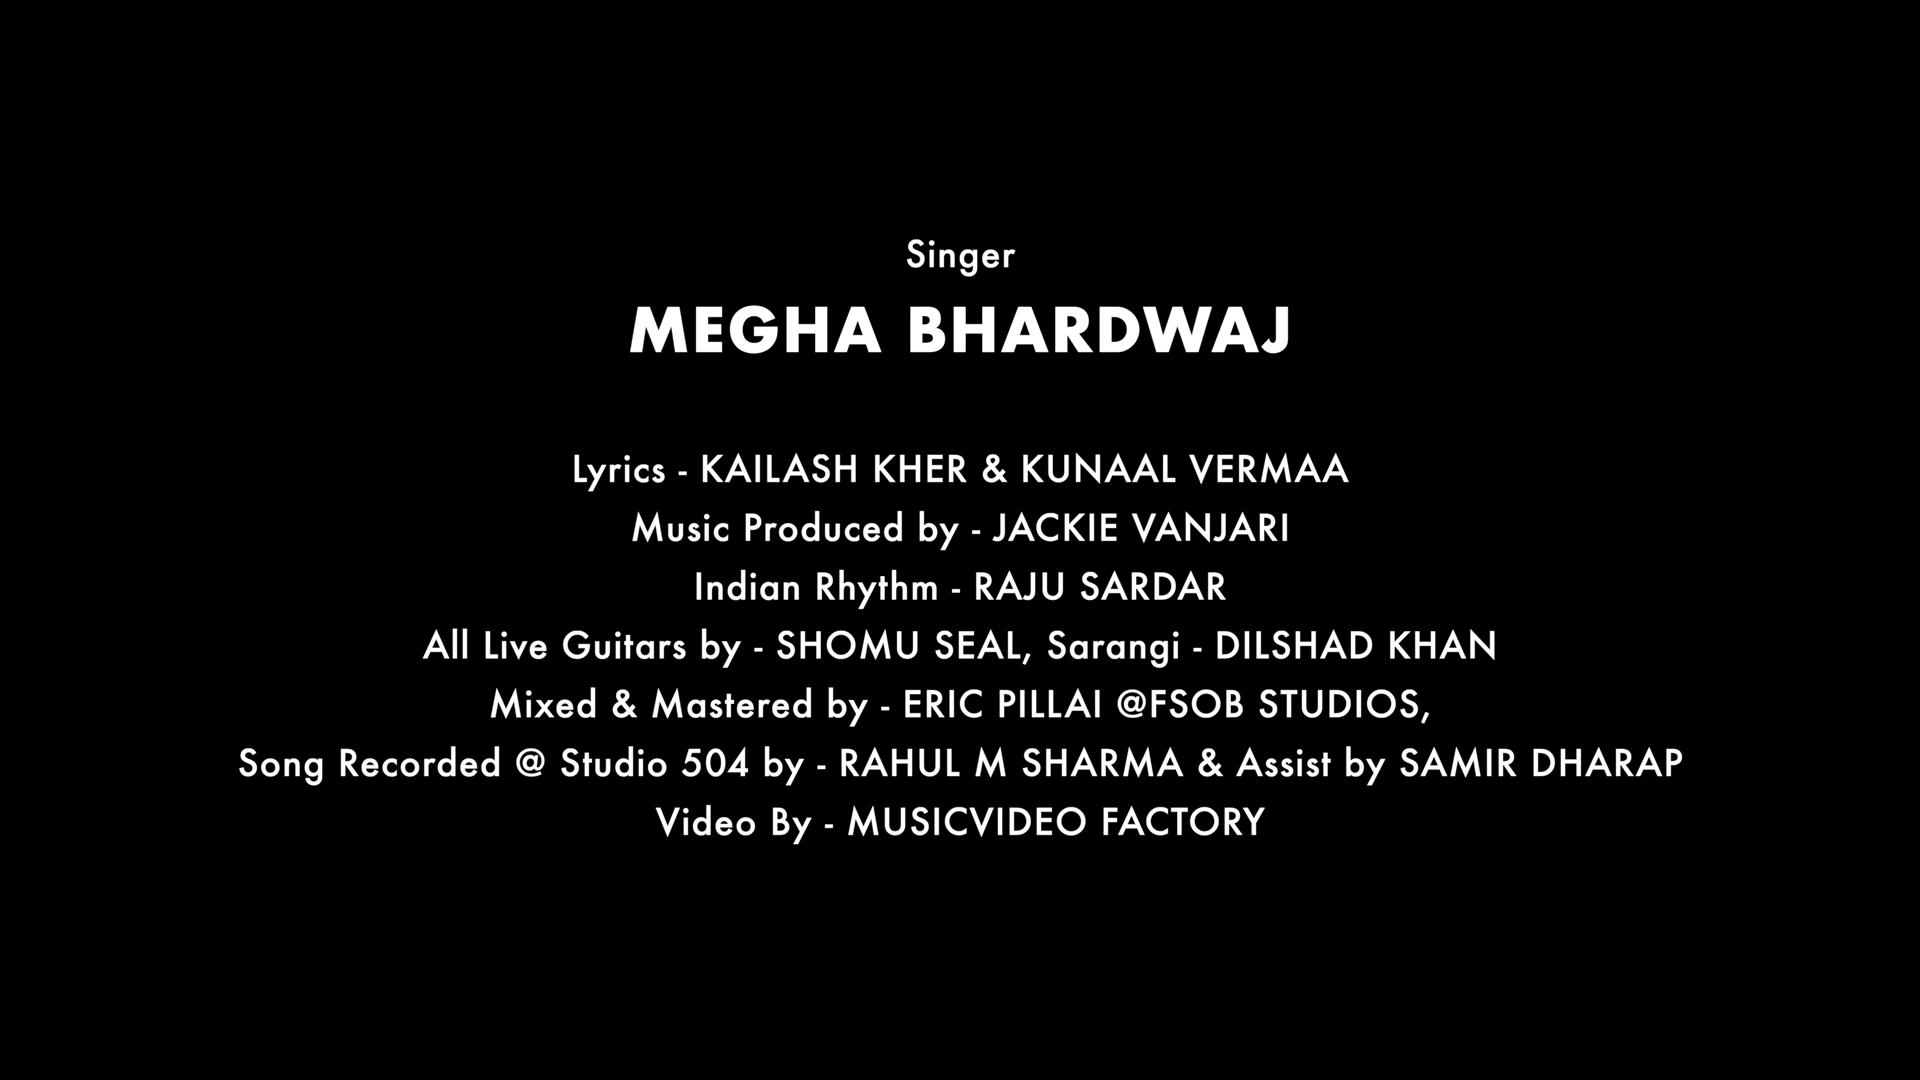 Singer
MEGHA BHARDWAJ
Lyrics - KAILASH KHER & KUNAAL VERMAA
Music Produced by - JACKIE VANJARI
Indian Rhythm - RAJU SARDAR
All Live Guitars by - SHOMU SEAL, Sarangi - DILSHAD KHAN
Mixed & Mastered by - ERIC PILLAI @FSOB STUDIOS,
Song Recorded @ Studio 504 by - RAHUL M SHARMA & Assist by SAMIR DHARAP
Video By - MUSICVIDEO FACTORY